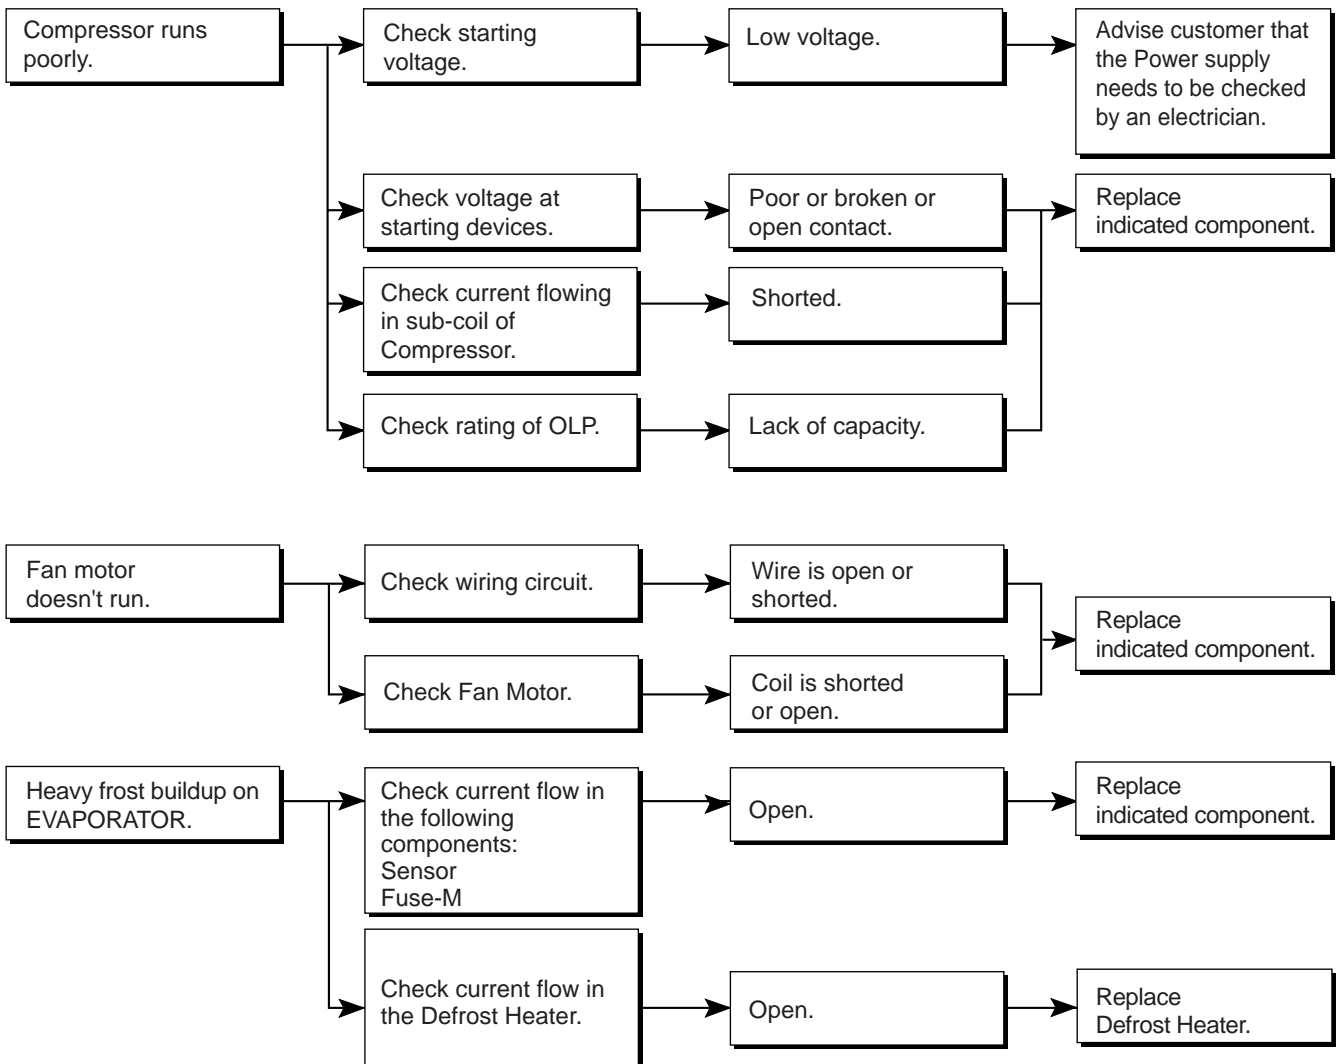 Compressor runs
poorly.
Check starting
voltage.
Low voltage.
Advise customer that
the Power supply
needs to be checked
by an electrician.
Check voltage at
starting devices.
Poor or broken or
open contact.
Replace
indicated component.
Check current flowing
in sub-coil of
Compressor.
Shorted.
Check rating of OLP.
Lack of capacity.
Fan motor
doesn't run.
Check wiring circuit.
Wire is open or
shorted.
Replace
indicated component.
Check Fan Motor.
Coil is shorted
or open.
Heavy frost buildup on
EVAPORATOR.
Check current flow in
the following
components:
Sensor
Fuse-M
Open.
Replace
indicated component.
Check current flow in
the Defrost Heater.
Open.
Replace
Defrost Heater.